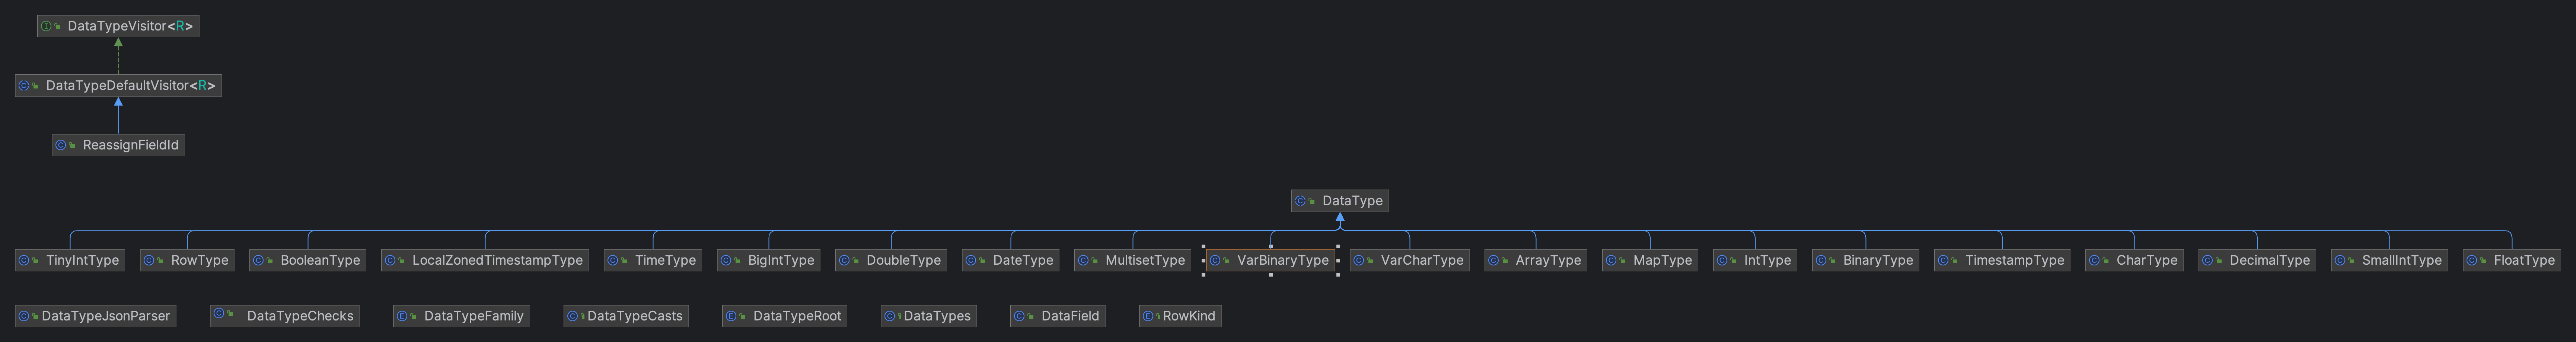 DataTypeVisitor<R>
DataTypeDefaultVisitor<R>
ReassignFieldId
DataType
TinyIntType RowType BooleanType LocalZonedTimestampType TimeType BigIntType DoubleType DateType MultisetType VarBinaryType VarCharType ArrayType MapType IntType BinaryType TimestampType CharType DecimalType SmallIntType FloatType
DataTypeJsonParser DataTypeChecks DataTypeFamily DataTypeCasts DataTypeRoot DataTypes DataField RowKind